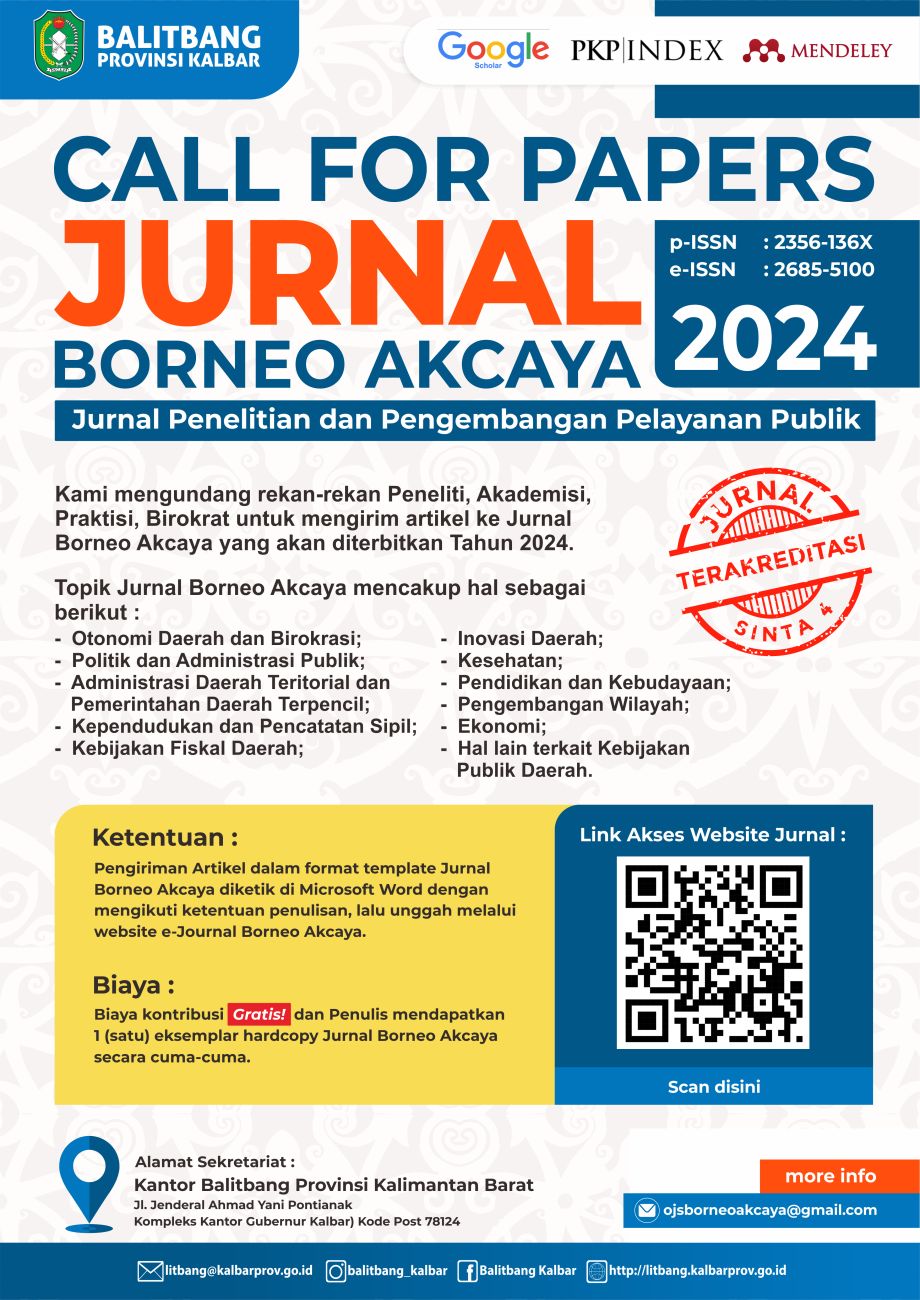 BALITBANG
PROVINSI KALBAR
Google
Scholar
PKP|INDEX
MENDELEY
CALL FOR PAPERS
JURNAL
BORNEO AKCAYA
p-ISSN : 2356-136X
e-ISSN : 2685-5100
2024
Jurnal Penelitian dan Pengembangan Pelayanan Publik
Kami mengundang rekan-rekan Peneliti, Akademisi,
Praktisi, Birokrat untuk mengirim artikel ke Jurnal
Borneo Akcaya yang akan diterbitkan Tahun 2024.
JURNAL
TERAKREDITASI
SINTA 4
Topik Jurnal Borneo Akcaya mencakup hal sebagai
berikut :
- Otonomi Daerah dan Birokrasi;
- Politik dan Administrasi Publik;
- Administrasi Daerah Teritorial dan
Pemerintahan Daerah Terpencil;
- Kependudukan dan Pencatatan Sipil;
- Kebijakan Fiskal Daerah;
- Inovasi Daerah;
- Kesehatan;
- Pendidikan dan Kebudayaan;
- Pengembangan Wilayah;
- Ekonomi;
- Hal lain terkait Kebijakan
Publik Daerah.
Ketentuan :
Pengiriman Artikel dalam format template Jurnal
Borneo Akcaya diketik di Microsoft Word dengan
mengikuti ketentuan penulisan, lalu unggah melalui
website e-Journal Borneo Akcaya.
Biaya :
Biaya kontribusi Gratis! dan Penulis mendapatkan
1 (satu) eksemplar hardcopy Jurnal Borneo Akcaya
secara cuma-cuma.
Link Akses Website Jurnal :
Scan disini
Alamat Sekretariat :
Kantor Balitbang Provinsi Kalimantan Barat
Jl. Jenderal Ahmad Yani Pontianak
Kompleks Kantor Gubernur Kalbar) Kode Post 78124
more info
ojsborneoakcaya@gmail.com
litbang@kalbarprov.go.id balitbang_kalbar Balitbang Kalbar http://litbang.kalbarprov.go.id